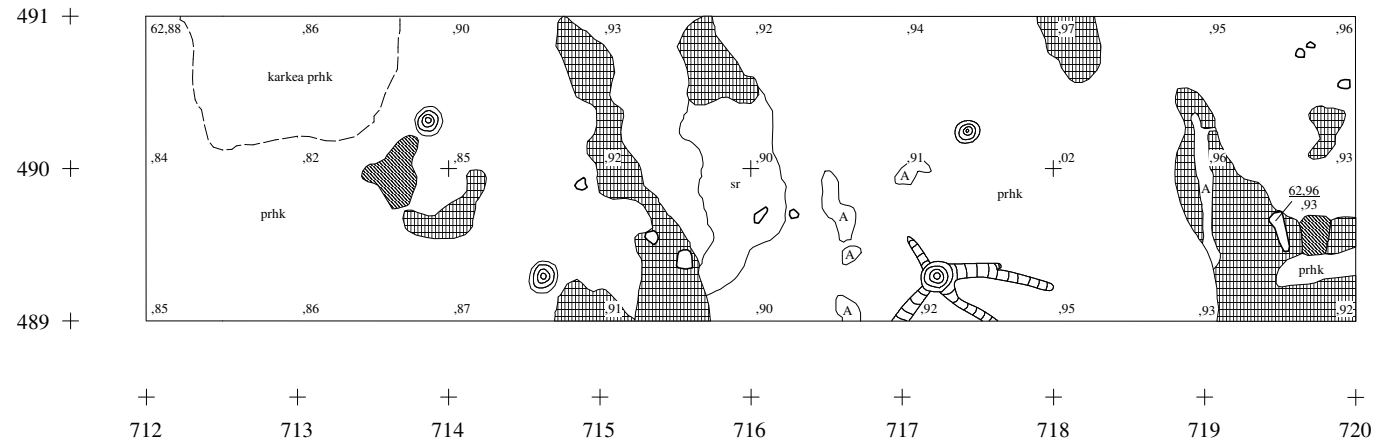 491
62,88 ,86 ,90 ,93 ,92 ,94 ,97 ,95 ,96
karkea prhk
490
,84 ,82 ,85 ,92 ,90 ,91 ,02 ,96 ,93
A
sr
prhk
A
62,96
,93
prhk
A
A
prhk
489
,85 ,86 ,87 ,91 ,90 A ,92 ,95 ,93 ,92
712 713 714 715 716 717 718 719 720